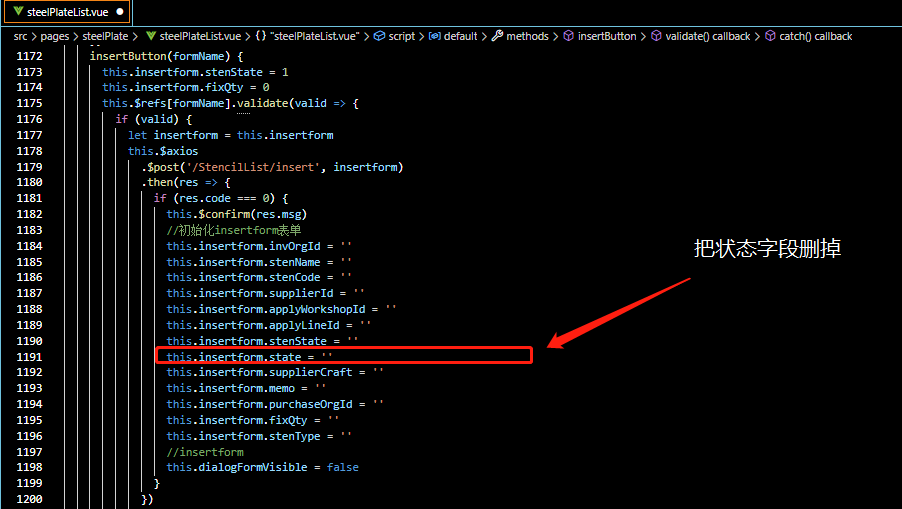 steelPlateList.vue
src > pages > steelPlate > steelPlateList.vue > {} "steelPlateList.vue" > script > default > methods > insertButton > validate() callback > catch() callback
1172 insertButton(formName) {
1173 this.insertform.stenState = 1
1174 this.insertform.fixQty = 0
1175 this.$refs[formName].validate(valid => {
1176 if (valid) {
1177 let insertform = this.insertform
1178 this.$axios
1179 .$post('/StencilList/insert', insertform)
1180 .then(res => {
1181 if (res.code === 0) {
1182 this.$confirm(res.msg)
1183 //初始化insertform表单
1184 this.insertform.invOrgId = ''
1185 this.insertform.stenName = ''
1186 this.insertform.stenCode = ''
1187 this.insertform.supplierId = ''
1188 this.insertform.applyWorkshopId = ''
1189 this.insertform.applyLineId = ''
1190 this.insertform.stenState = ''
1191 this.insertform.state = ''
1192 this.insertform.supplierCraft = ''
1193 this.insertform.memo = ''
1194 this.insertform.purchaseOrgId = ''
1195 this.insertform.fixQty = ''
1196 this.insertform.stenType = ''
1197 //insertform
1198 this.dialogFormVisible = false
1199 }
1200 })
把状态字段删掉